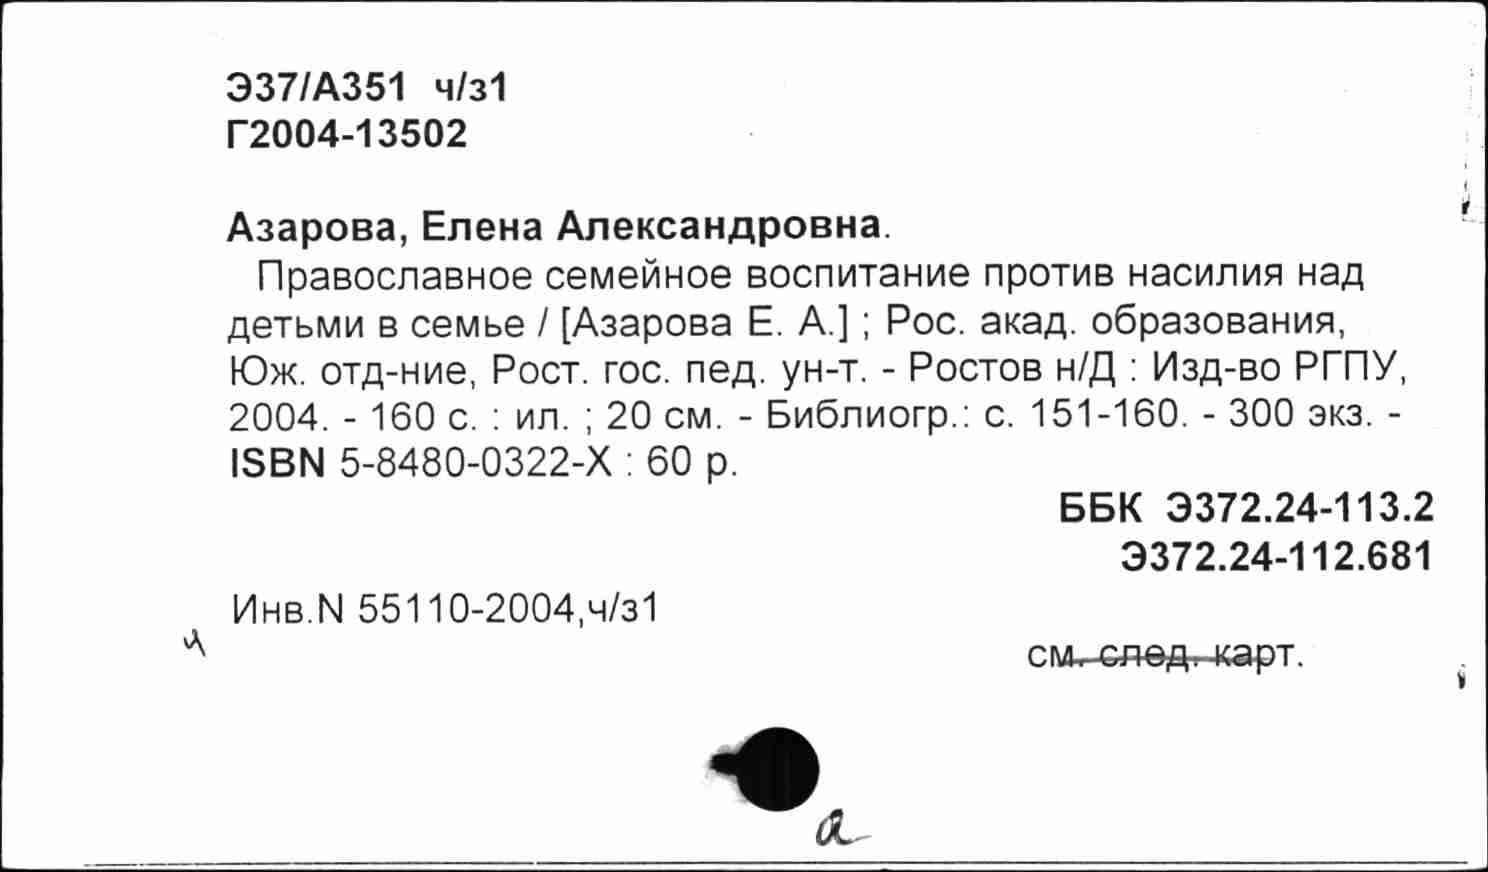 Э37/А351 ч/з1
Г2004-13502
Азарова, Елена Александровна.
Православное семейное воспитание против насилия над
детьми в семье / [Азарова Е. А.] ; Рос. акад. образования,
Юж. отд-ние, Рост. гос. пед. ун-т. - Ростов н/Д : Изд-во РГПУ,
2004. - 160 с. : ил. ; 20 см. - Библиогр.: с. 151-160. - 300 экз. -
ISBN 5-8480-0322-X : 60 р.
ББК Э372.24-113.2
Э372.24-112.681
Инв.N 55110-2004,ч/з1
ч
см. след. карт.
а